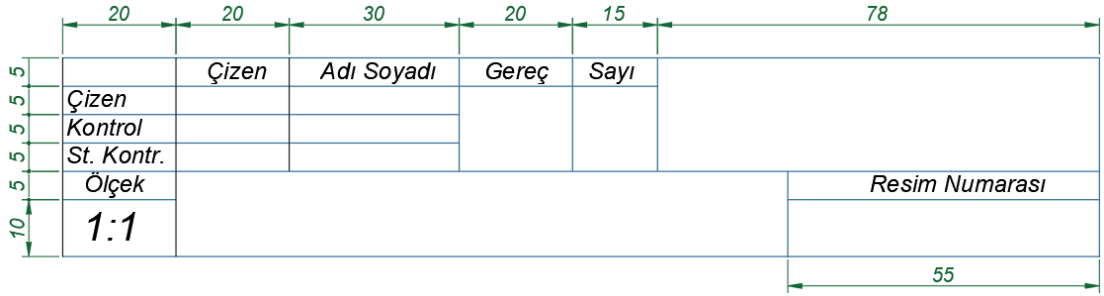 20 20 30 20 15 78
5 Çizen Adı Soyadı Gereç Sayı
5 Çizen
5 Kontrol
5 St. Kontr.
5 Ölçek Resim Numarası
10 1:1
55